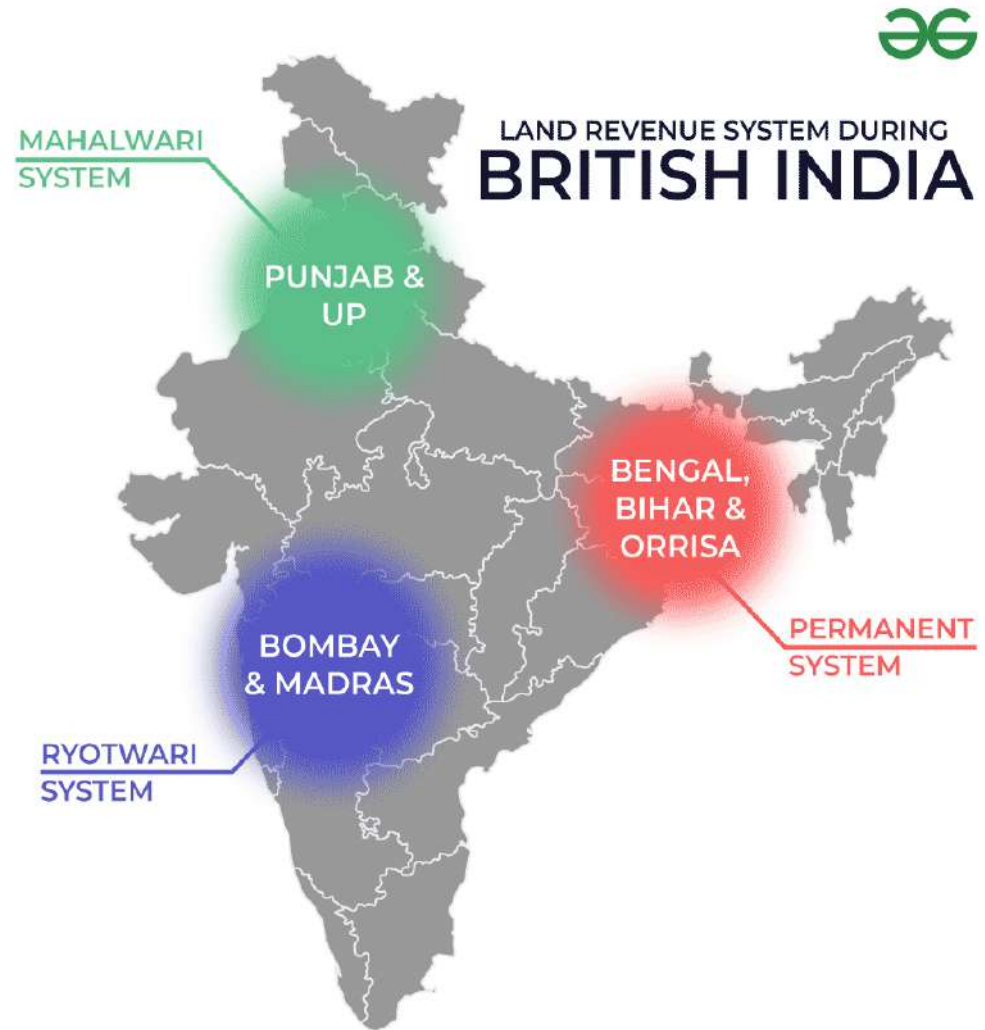 LAND REVENUE SYSTEM DURING
BRITISH INDIA
MAHALWARI
SYSTEM
PUNJAB &
UP
BENGAL,
BIHAR &
ORRISA
PERMANENT
SYSTEM
BOMBAY
& MADRAS
RYOTWARI
SYSTEM